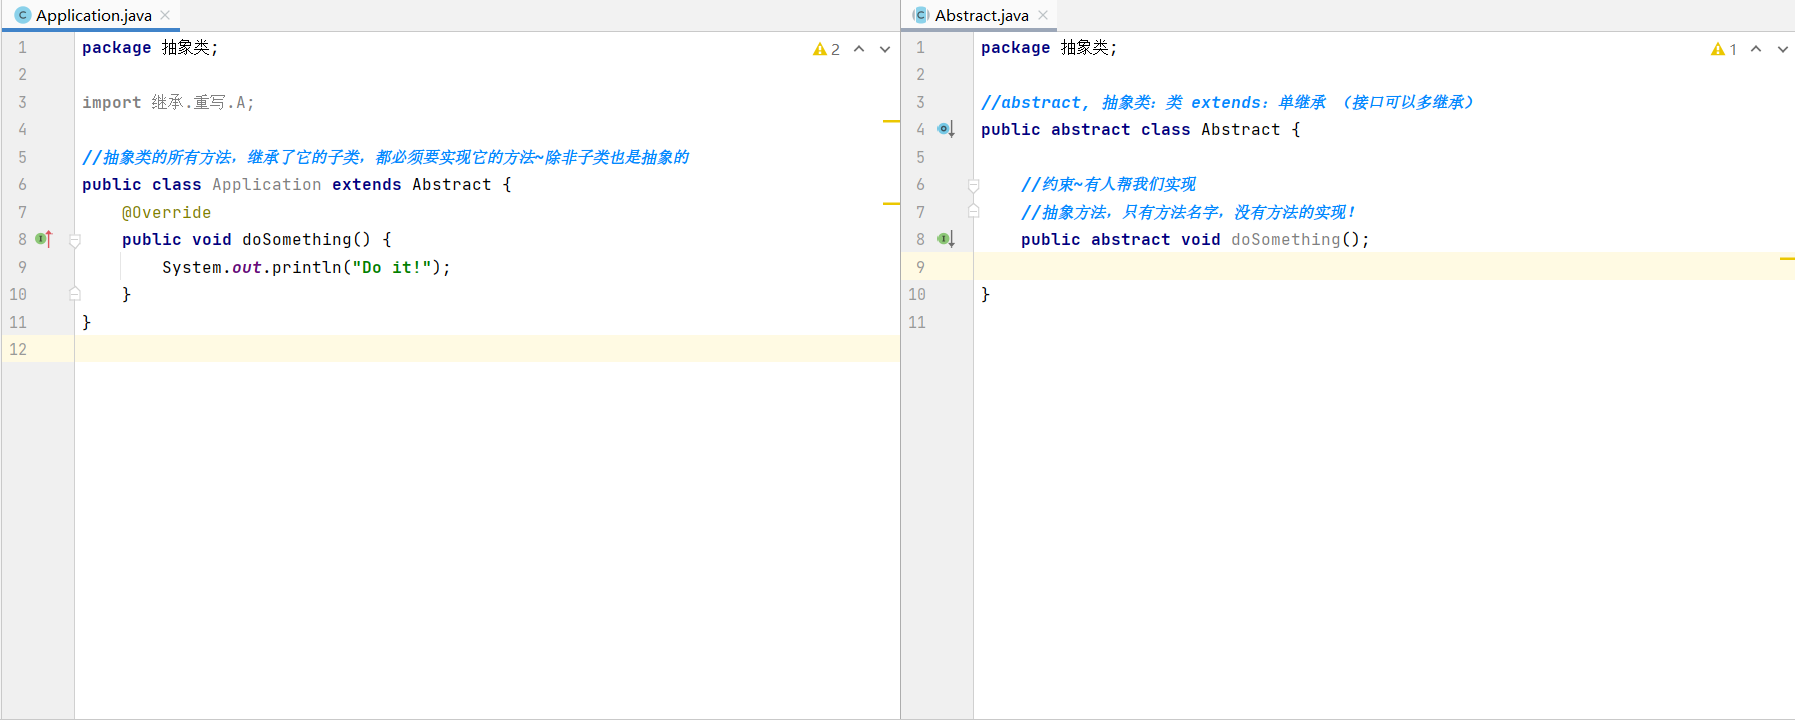 Application.java
2
1 package 抽象类;
2
3 import 继承.重写.A;
4
5 //抽象类的所有方法，继承了它的子类，都必须要实现它的方法~除非子类也是抽象的
6 public class Application extends Abstract {
7 @Override
8 public void doSomething() {
9 System.out.println("Do it!");
10 }
11 }
12
Abstract.java
1
1 package 抽象类;
2
3 //abstract, 抽象类：类 extends：单继承 （接口可以多继承）
4 public abstract class Abstract {
5
6 //约束~有人帮我们实现
7 //抽象方法，只有方法名字，没有方法的实现！
8 public abstract void doSomething();
9
10 }
11